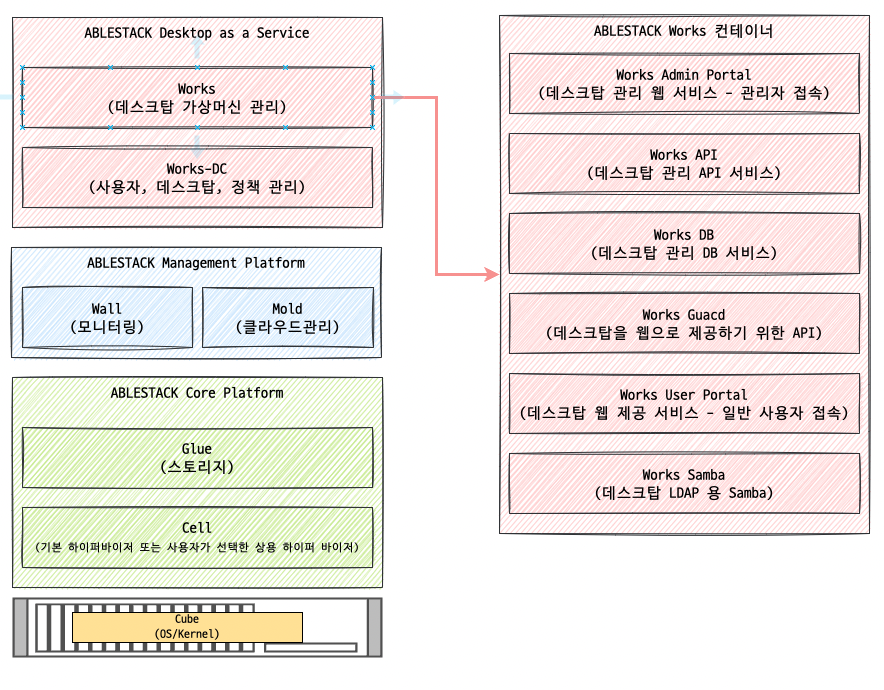 ABLESTACK Desktop as a Service
Works
(데스크탑 가상머신 관리)
Works-DC
(사용자, 데스크탑, 정책 관리)
ABLESTACK Management Platform
Wall
(모니터링)
Mold
(클라우드관리)
ABLESTACK Core Platform
Glue
(스토리지)
Cell
(기본 하이퍼바이저 또는 사용자가 선택한 상용 하이퍼 바이저)
Cube
(OS/Kernel)
ABLESTACK Works 컨테이너
Works Admin Portal
(데스크탑 관리 웹 서비스 - 관리자 접속)
Works API
(데스크탑 관리 API 서비스)
Works DB
(데스크탑 관리 DB 서비스)
Works Guacd
(데스크탑을 웹으로 제공하기 위한 API)
Works User Portal
(데스크탑 웹 제공 서비스 - 일반 사용자 접속)
Works Samba
(데스크탑 LDAP 용 Samba)